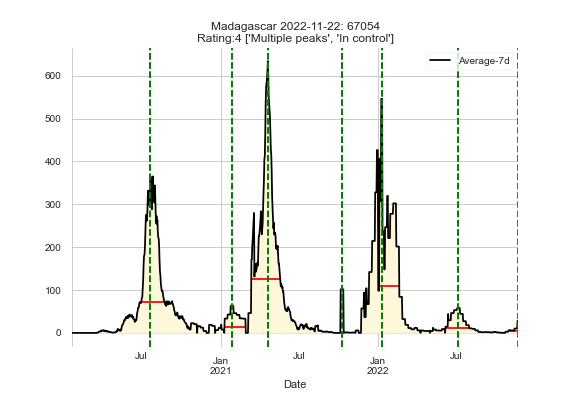 Madagascar 2022-11-22: 67054
Rating:4 ['Multiple peaks', 'In control']
Average-7d
600
500
400
300
200
100
0
Jul
Jan
2021
Jul
Jan
2022
Jul
Date